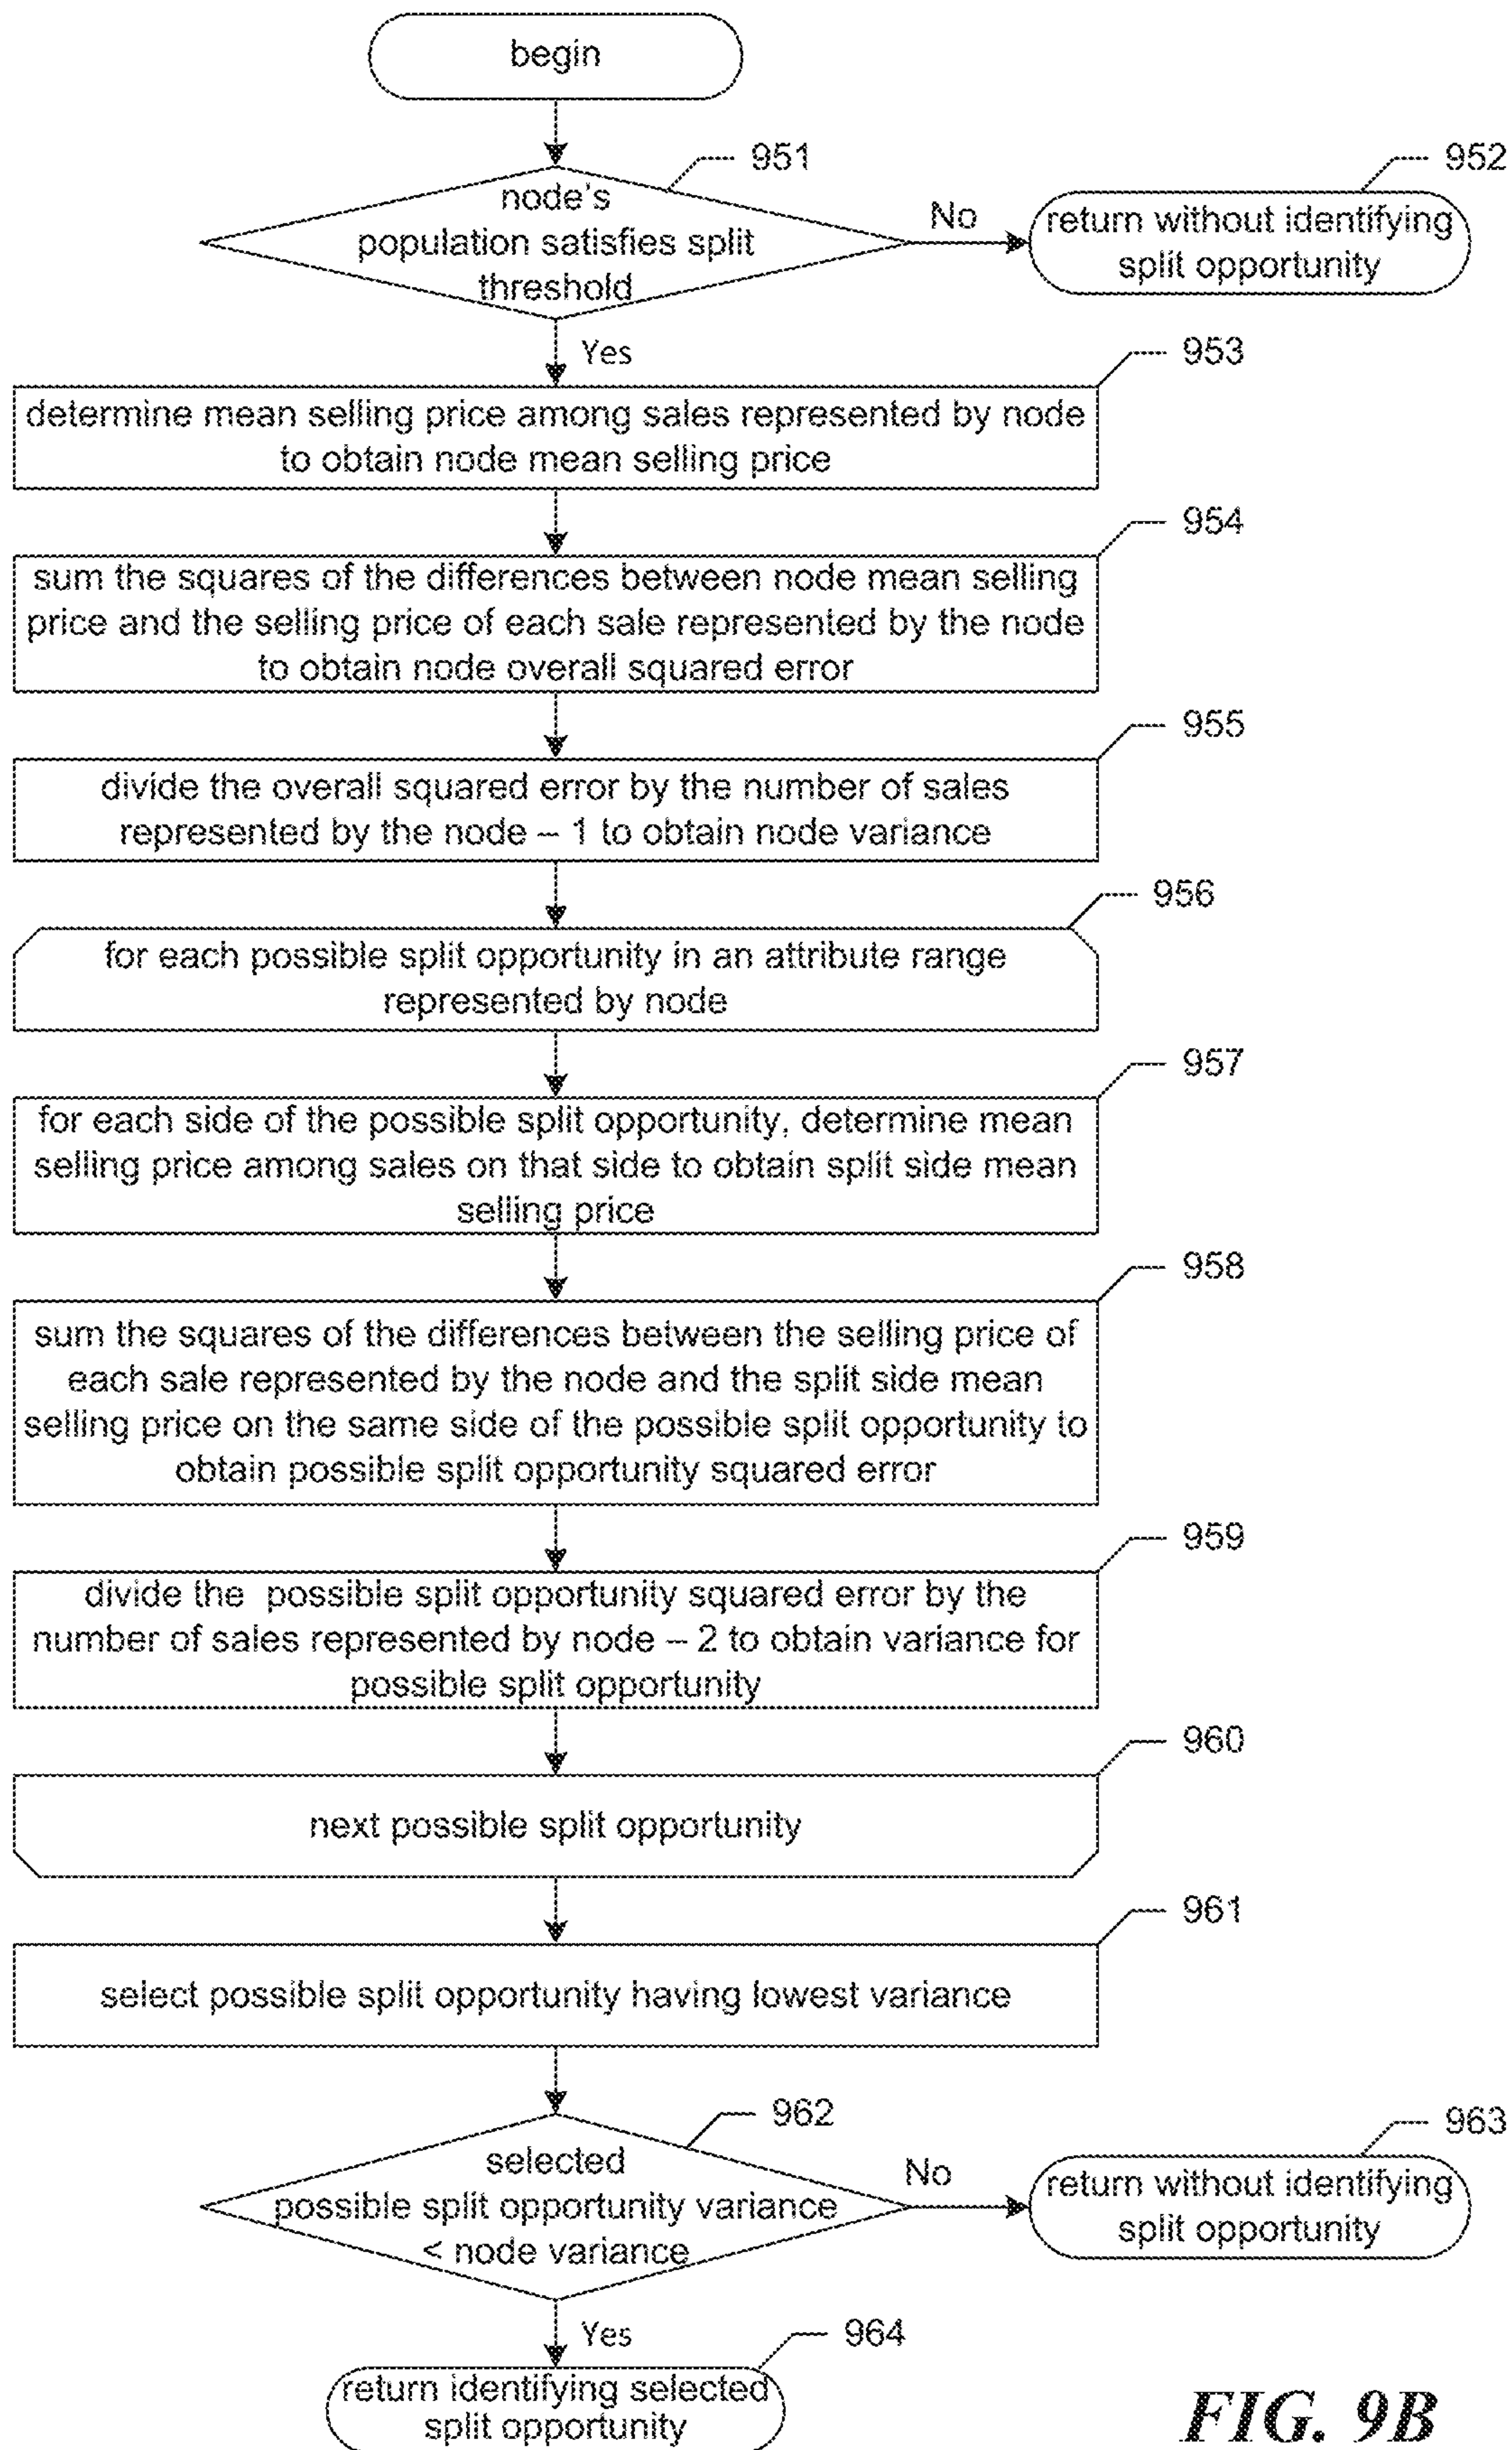 begin
951
node's
population satisfies split
threshold
No
952
return without identifying
split opportunity
Yes
953
determine mean selling price among sales represented by node
to obtain node mean selling price
954
sum the squares of the differences between node mean selling
price and the selling price of each sale represented by the node
to obtain node overall squared error
955
divide the overall squared error by the number of sales
represented by the node – 1 to obtain node variance
956
for each possible split opportunity in an attribute range
represented by node
957
for each side of the possible split opportunity, determine mean
selling price among sales on that side to obtain split side mean
selling price
958
sum the squares of the differences between the selling price of
each sale represented by the node and the split side mean
selling price on the same side of the possible split opportunity to
obtain possible split opportunity squared error
959
divide the possible split opportunity squared error by the
number of sales represented by node – 2 to obtain variance for
possible split opportunity
960
next possible split opportunity
961
select possible split opportunity having lowest variance
962
selected
possible split opportunity variance
< node variance
No
963
return without identifying
split opportunity
Yes
964
return identifying selected
split opportunity
FIG. 9B